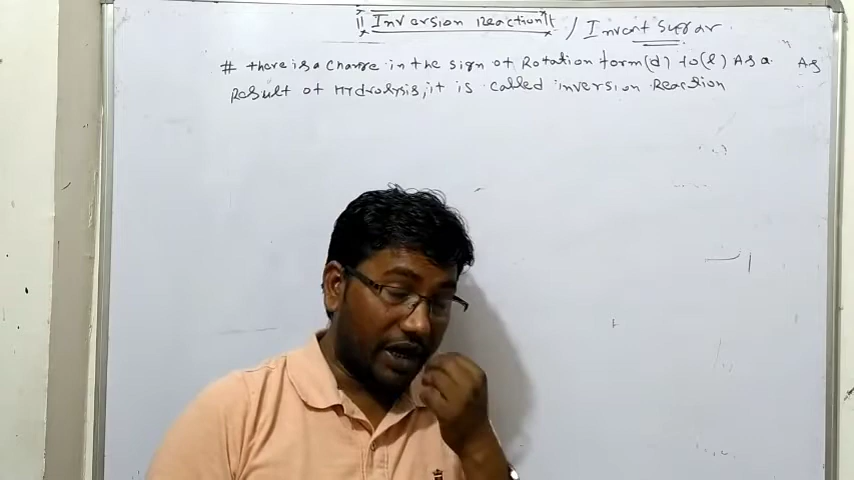 Inversion Reaction / Invert Sugar
# there is a change in the sign of Rotation form (d) to (l) As a As
Result of Hydrolysis, it is called inversion Reaction